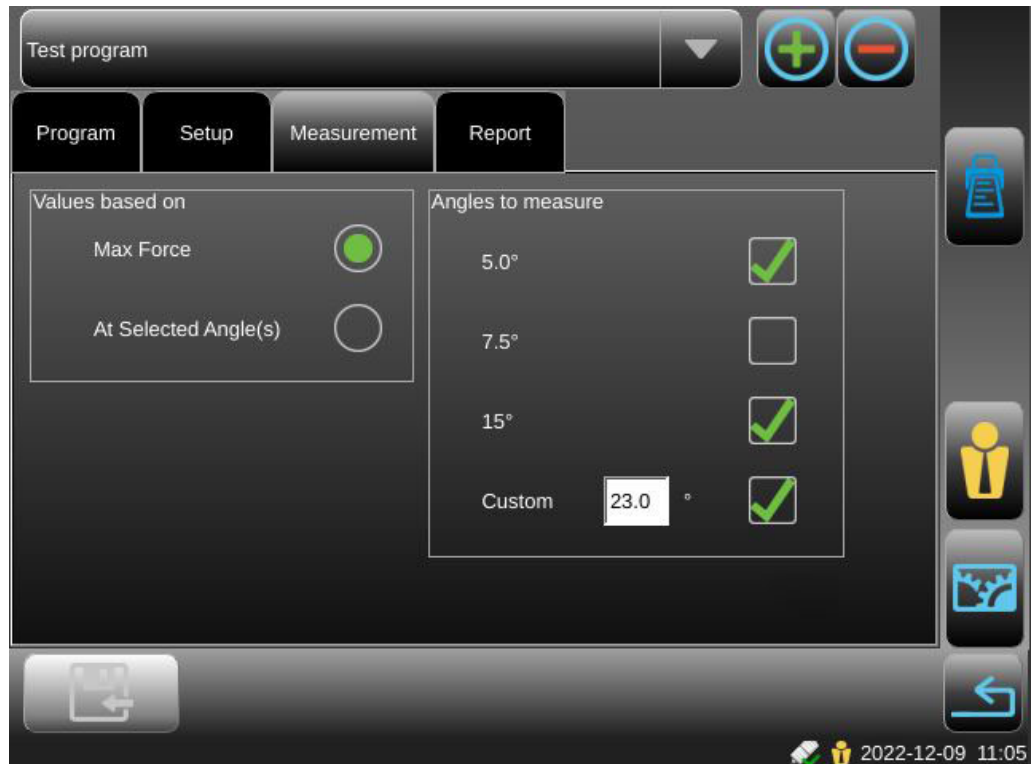 Test program
Program Setup Measurement Report
Values based on
Max Force
At Selected Angle(s)
Angles to measure
5.0°
7.5°
15°
Custom 23.0 °
2022-12-09 11:05